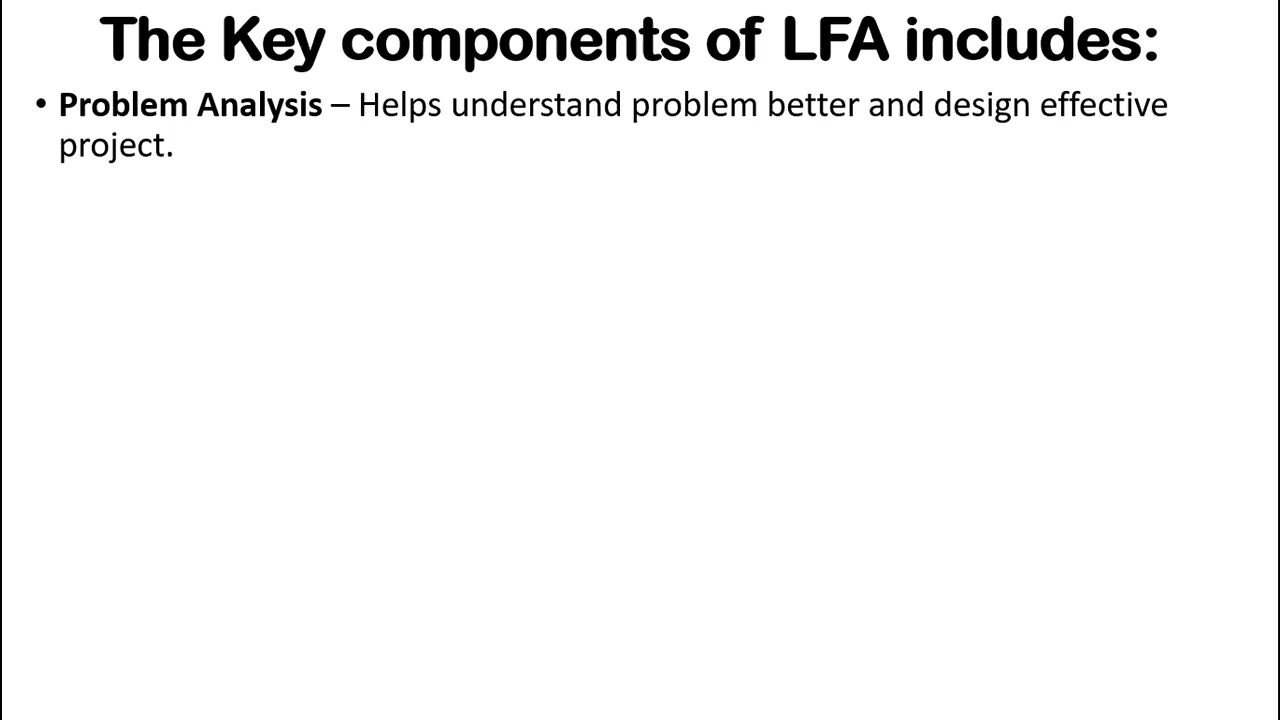 The Key components of LFA includes:
• Problem Analysis – Helps understand problem better and design effective
project.